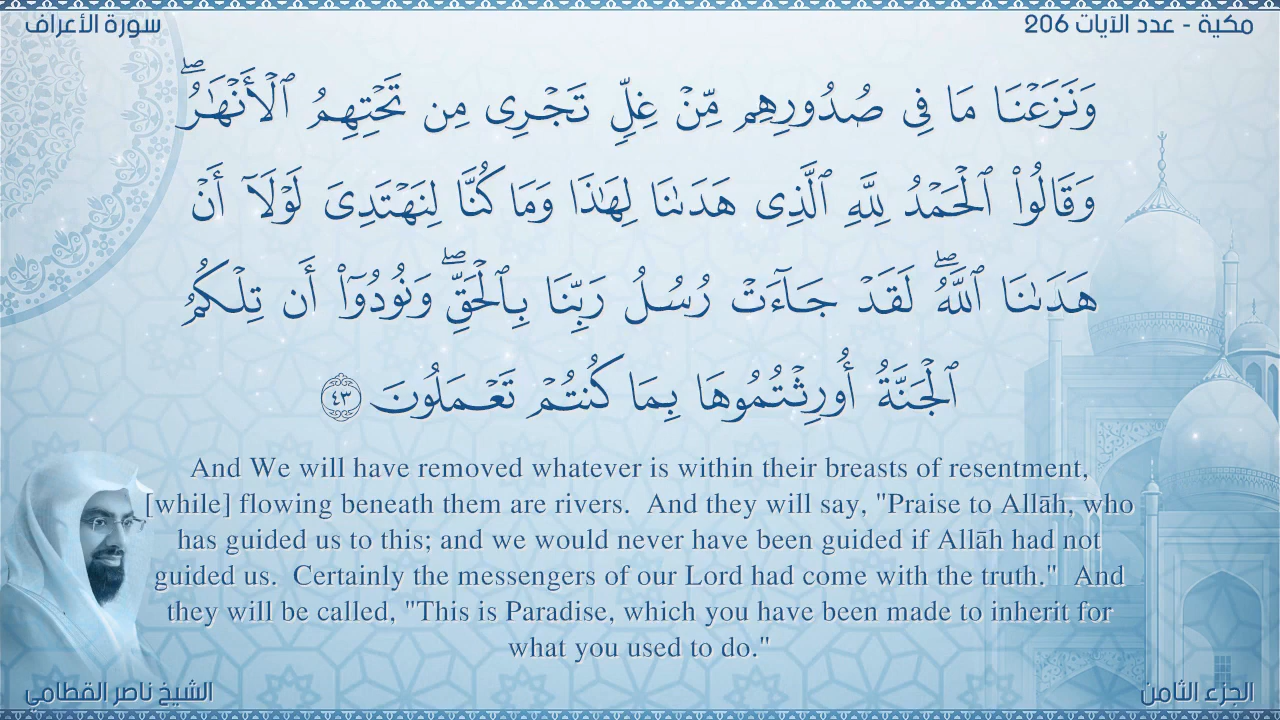 مكية - عدد الآيات 206
سورة الأعراف
وَنَزَعْنَا مَا فِى صُدُورِهِم مِّنْ غِلٍّ تَجْرِى مِن تَحْتِهِمُ ٱلْأَنْهَـٰرُ ۖ
وَقَالُوا۟ ٱلْحَمْدُ لِلَّهِ ٱلَّذِى هَدَىٰنَا لِهَـٰذَا وَمَا كُنَّا لِنَهْتَدِىَ لَوْلَآ أَنْ
هَدَىٰنَا ٱللَّهُ ۖ لَقَدْ جَآءَتْ رُسُلُ رَبِّنَا بِٱلْحَقِّ ۖ وَنُودُوٓا۟ أَن تِلْكُمُ
ٱلْجَنَّةُ أُورِثْتُمُوهَا بِمَا كُنتُمْ تَعْمَلُونَ ٤٣
And We will have removed whatever is within their breasts of resentment,
[while] flowing beneath them are rivers. And they will say, "Praise to Allāh, who
has guided us to this; and we would never have been guided if Allāh had not
guided us. Certainly the messengers of our Lord had come with the truth." And
they will be called, "This is Paradise, which you have been made to inherit for
what you used to do."
الجزء الثامن
الشيخ ناصر القطامي